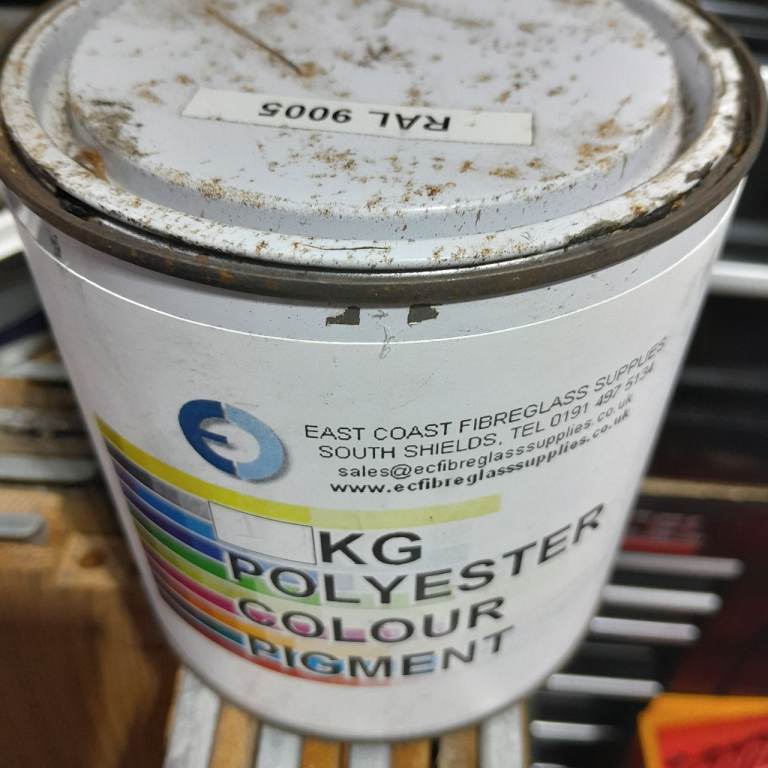 RAL 9005
EAST COAST FIBREGLASS SUPPLIES
SOUTH SHIELDS, TEL 0191 497 5134
sales@ecfibreglasssupplies.co.uk
www.ecfibreglasssupplies.co.uk
KG
POLYESTER
COLOUR
PIGMENT